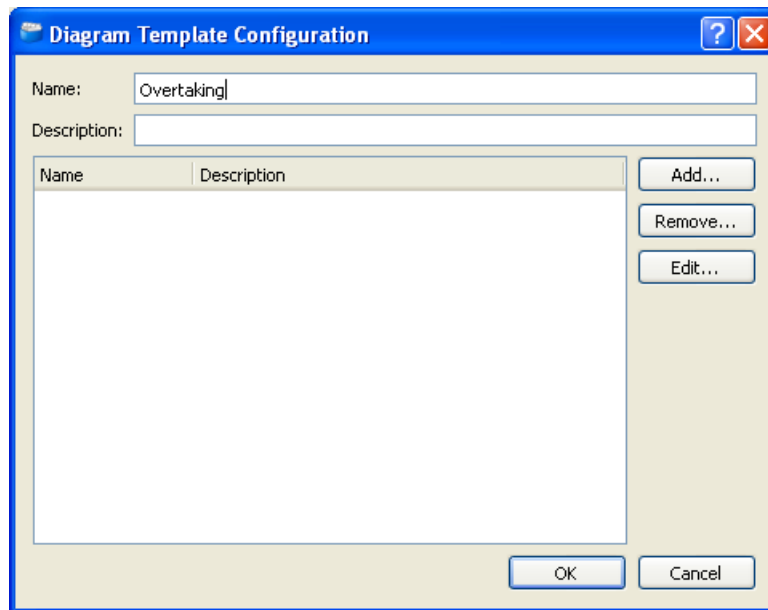 Diagram Template Configuration
Name: Overtaking
Description:
Name Description
Add...
Remove...
Edit...
OK Cancel